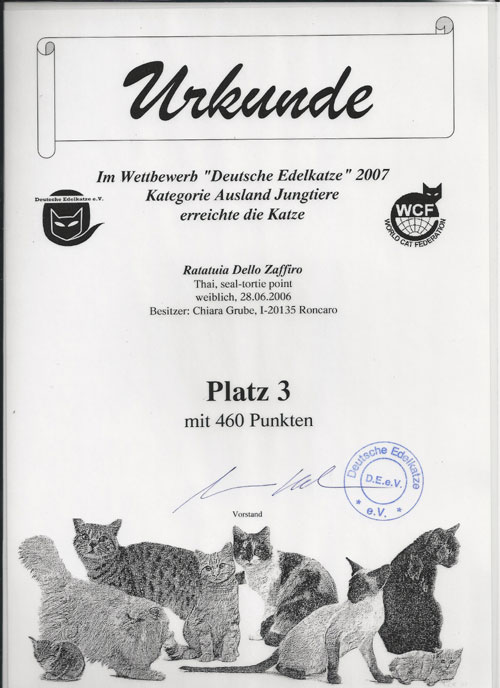 Urkunde
Im Wettbewerb "Deutsche Edelkatze" 2007
Kategorie Ausland Jungtiere
erreichte die Katze
Deutsche Edelkatze e.V.
WCF
WORLD CAT FEDERATION
Ratatuia Dello Zaffiro
Thai, seal-tortie point
weiblich, 28.06.2006
Besitzer: Chiara Grube, I-20135 Roncaro
Platz 3
mit 460 Punkten
Deutsche Edelkatze
D.E.e.V.
* e.V. *
Vorstand